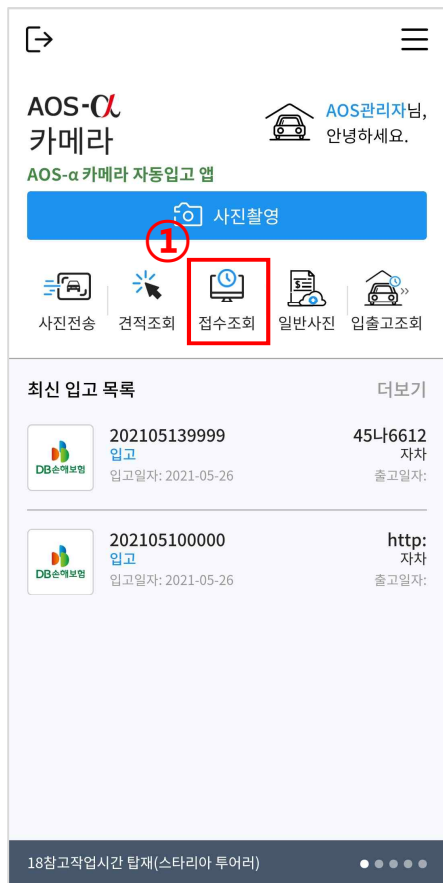 AOS-α
카메라
AOS관리자님,
안녕하세요.
AOS-α 카메라 자동입고 앱
사진촬영
①
사진전송 견적조회 접수조회 일반사진 입출고조회
최신 입고 목록 더보기
DB손해보험
202105139999 45나6612
입고 자차
입고일자: 2021-05-26 출고일자:
DB손해보험
202105100000 http:
입고 자차
입고일자: 2021-05-26 출고일자:
18참고작업시간 탑재(스타리아 투어러)